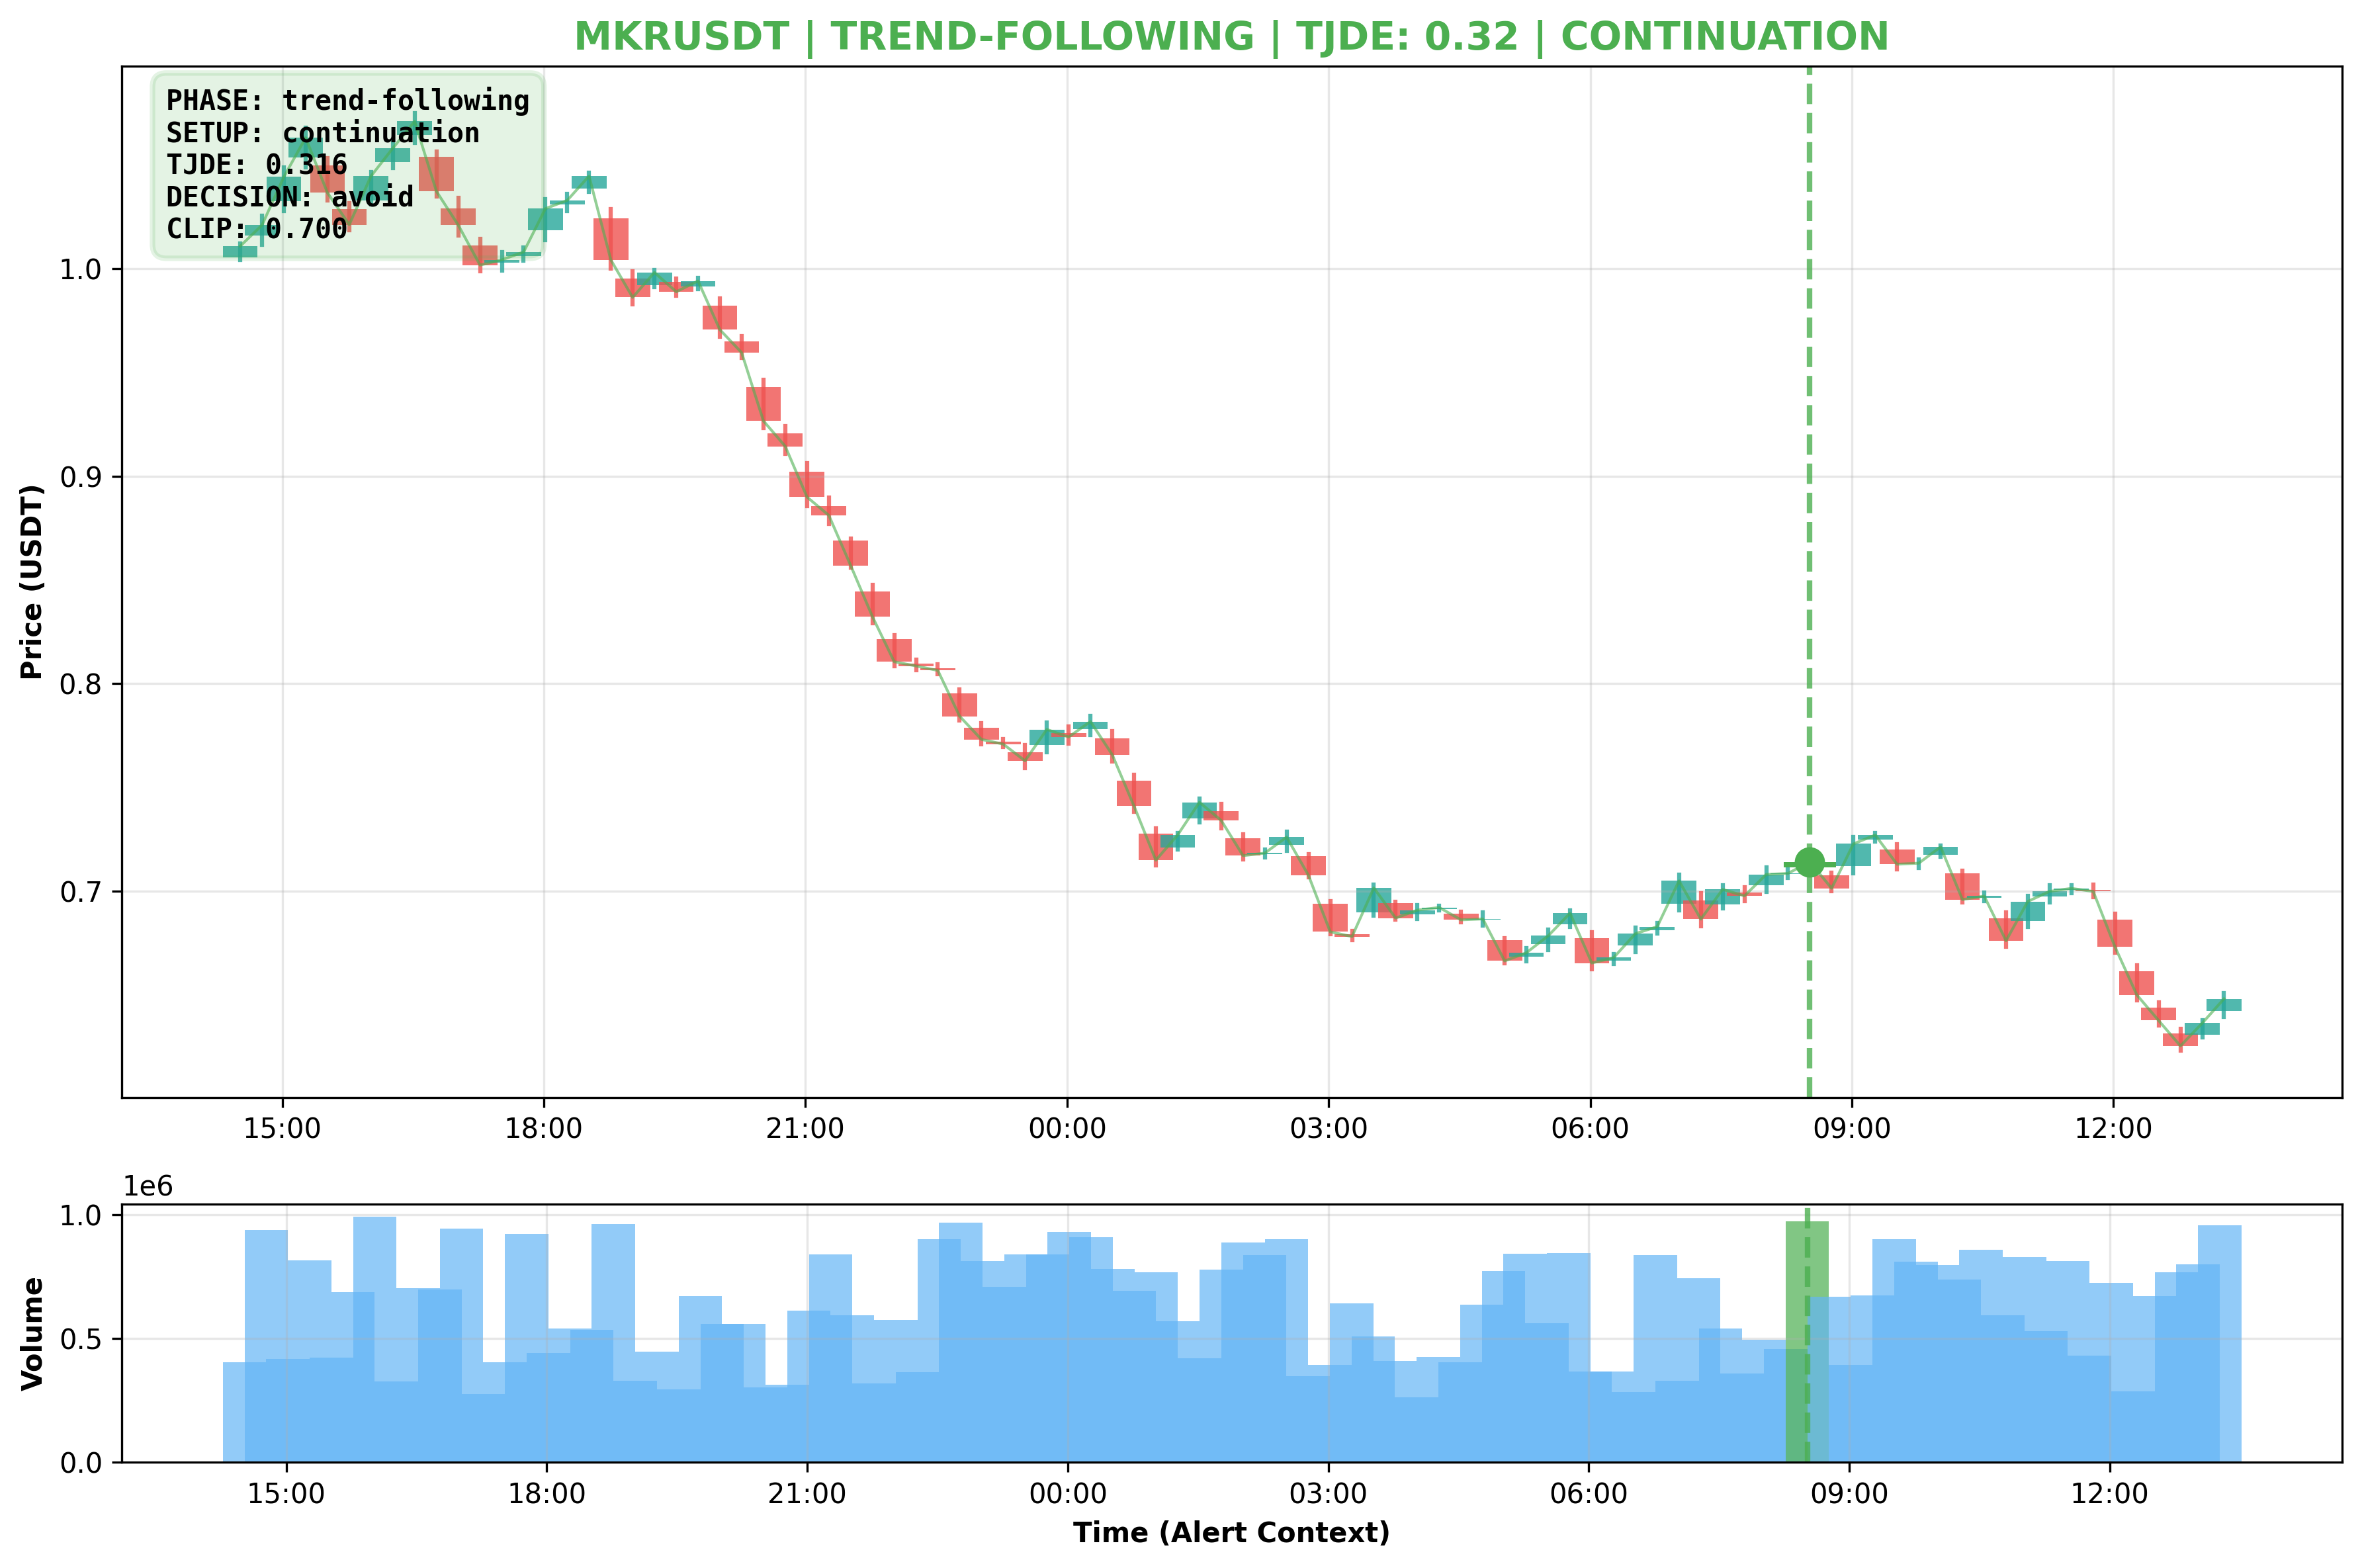 MKRUSDT | TREND-FOLLOWING | TJDE: 0.32 | CONTINUATION
PHASE: trend-following
SETUP: continuation
TJDE: 0.316
DECISION: avoid
CLIP: 0.700
Price (USDT)
1.0
0.9
0.8
0.7
15:00 18:00 21:00 00:00 03:00 06:00 09:00 12:00
1e6
Volume
1.0
0.5
0.0
15:00 18:00 21:00 00:00 03:00 06:00 09:00 12:00
Time (Alert Context)